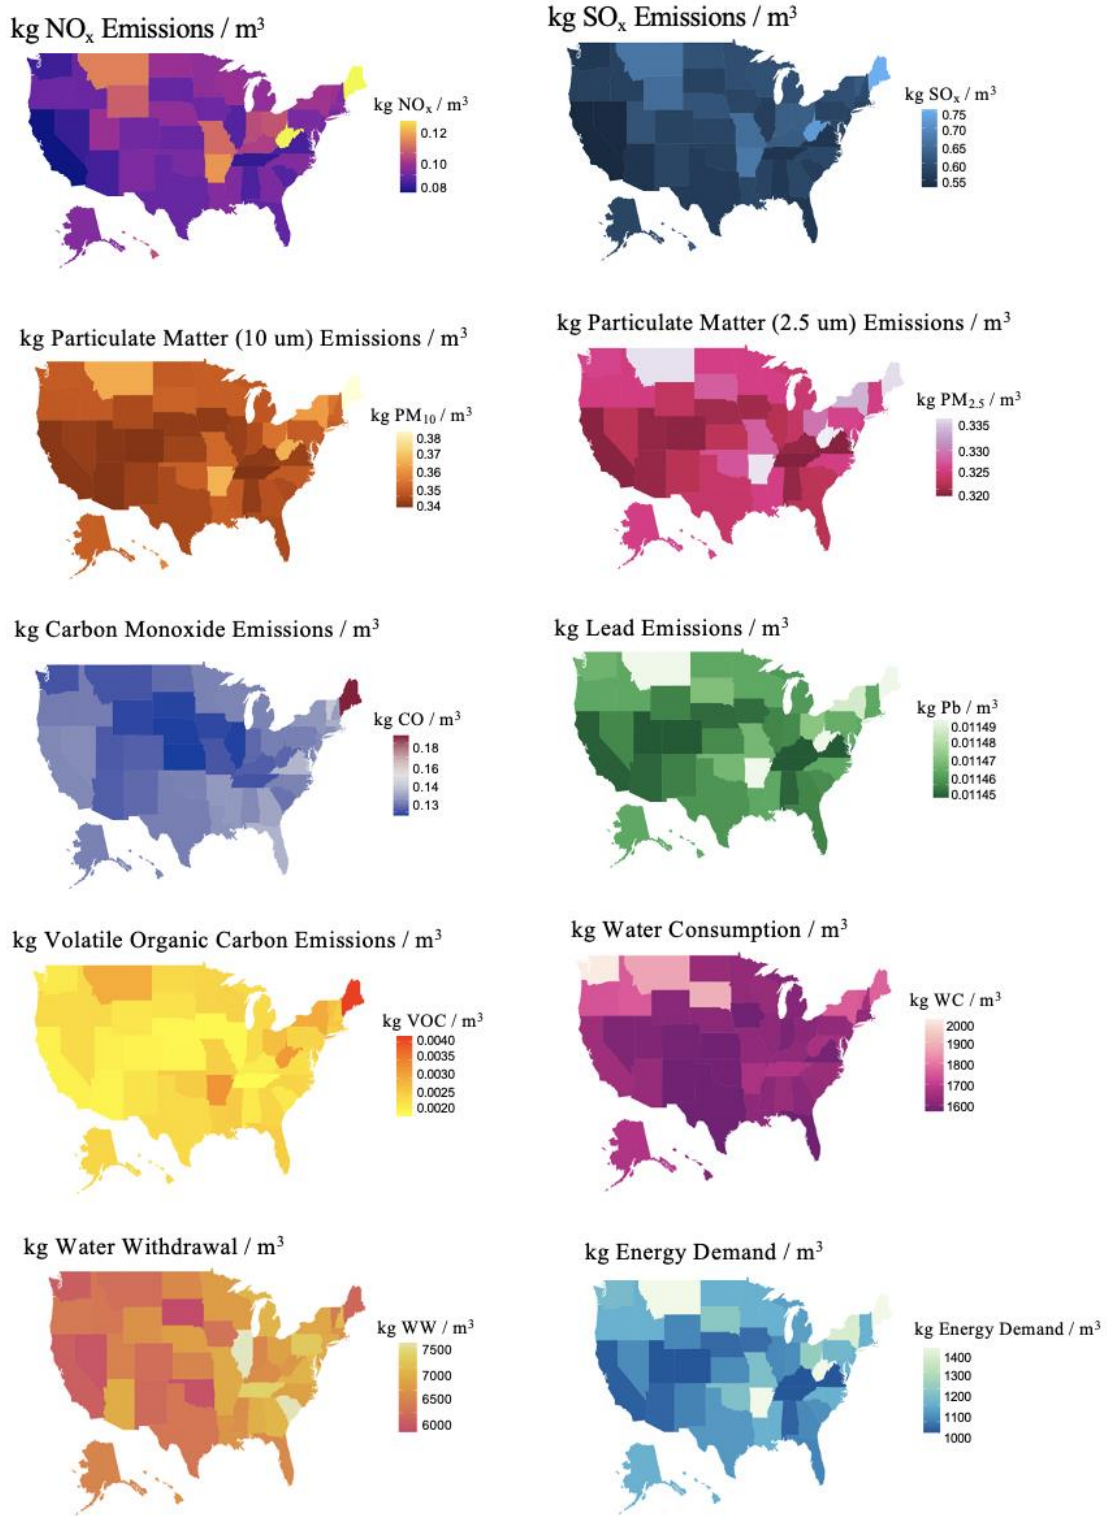 kg NOₓ Emissions / m³
kg NOₓ / m³
0.12
0.10
0.08
kg SOₓ Emissions / m³
kg SOₓ / m³
0.75
0.70
0.65
0.60
0.55
kg Particulate Matter (10 um) Emissions / m³
kg PM₁₀ / m³
0.38
0.37
0.36
0.35
0.34
kg Particulate Matter (2.5 um) Emissions / m³
kg PM₂.₅ / m³
0.335
0.330
0.325
0.320
kg Carbon Monoxide Emissions / m³
kg CO / m³
0.18
0.16
0.14
0.13
kg Lead Emissions / m³
kg Pb / m³
0.01149
0.01148
0.01147
0.01146
0.01145
kg Volatile Organic Carbon Emissions / m³
kg VOC / m³
0.0040
0.0035
0.0030
0.0025
0.0020
kg Water Consumption / m³
kg WC / m³
2000
1900
1800
1700
1600
kg Water Withdrawal / m³
kg WW / m³
7500
7000
6500
6000
kg Energy Demand / m³
kg Energy Demand / m³
1400
1300
1200
1100
1000